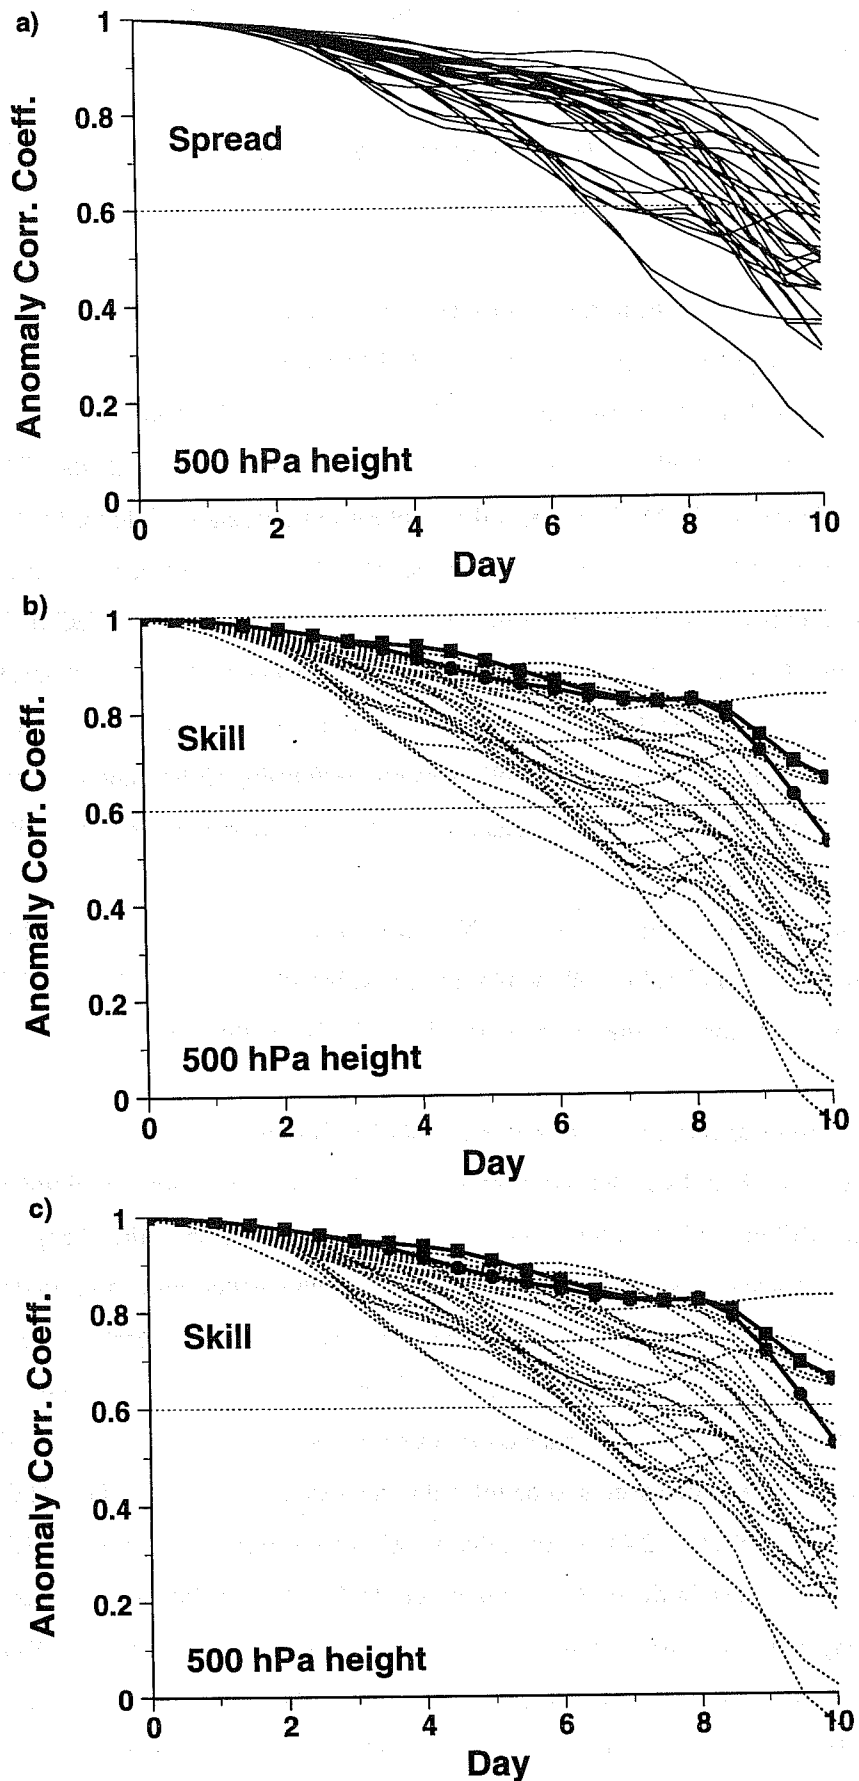 a)
Anomaly Corr. Coeff.
1
0.8
0.6
0.4
0.2
0
Spread
500 hPa height
0 2 4 6 8 10
Day
b)
Anomaly Corr. Coeff.
1
0.8
0.6
0.4
0.2
0
Skill
500 hPa height
0 2 4 6 8 10
Day
c)
Anomaly Corr. Coeff.
1
0.8
0.6
0.4
0.2
0
Skill
500 hPa height
0 2 4 6 8 10
Day